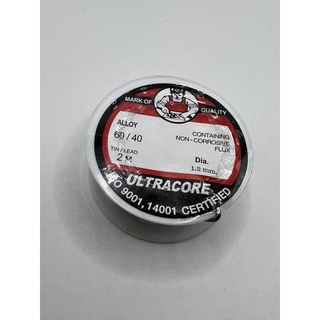 MARK OF QUALITY
ALLOY
60/40
TIN/LEAD
2 M
CONTAINING
NON-CORROSIVE
FLUX
Dia.
1.2 mm.
ULTRACORE
ISO 9001, 14001 CERTIFIED